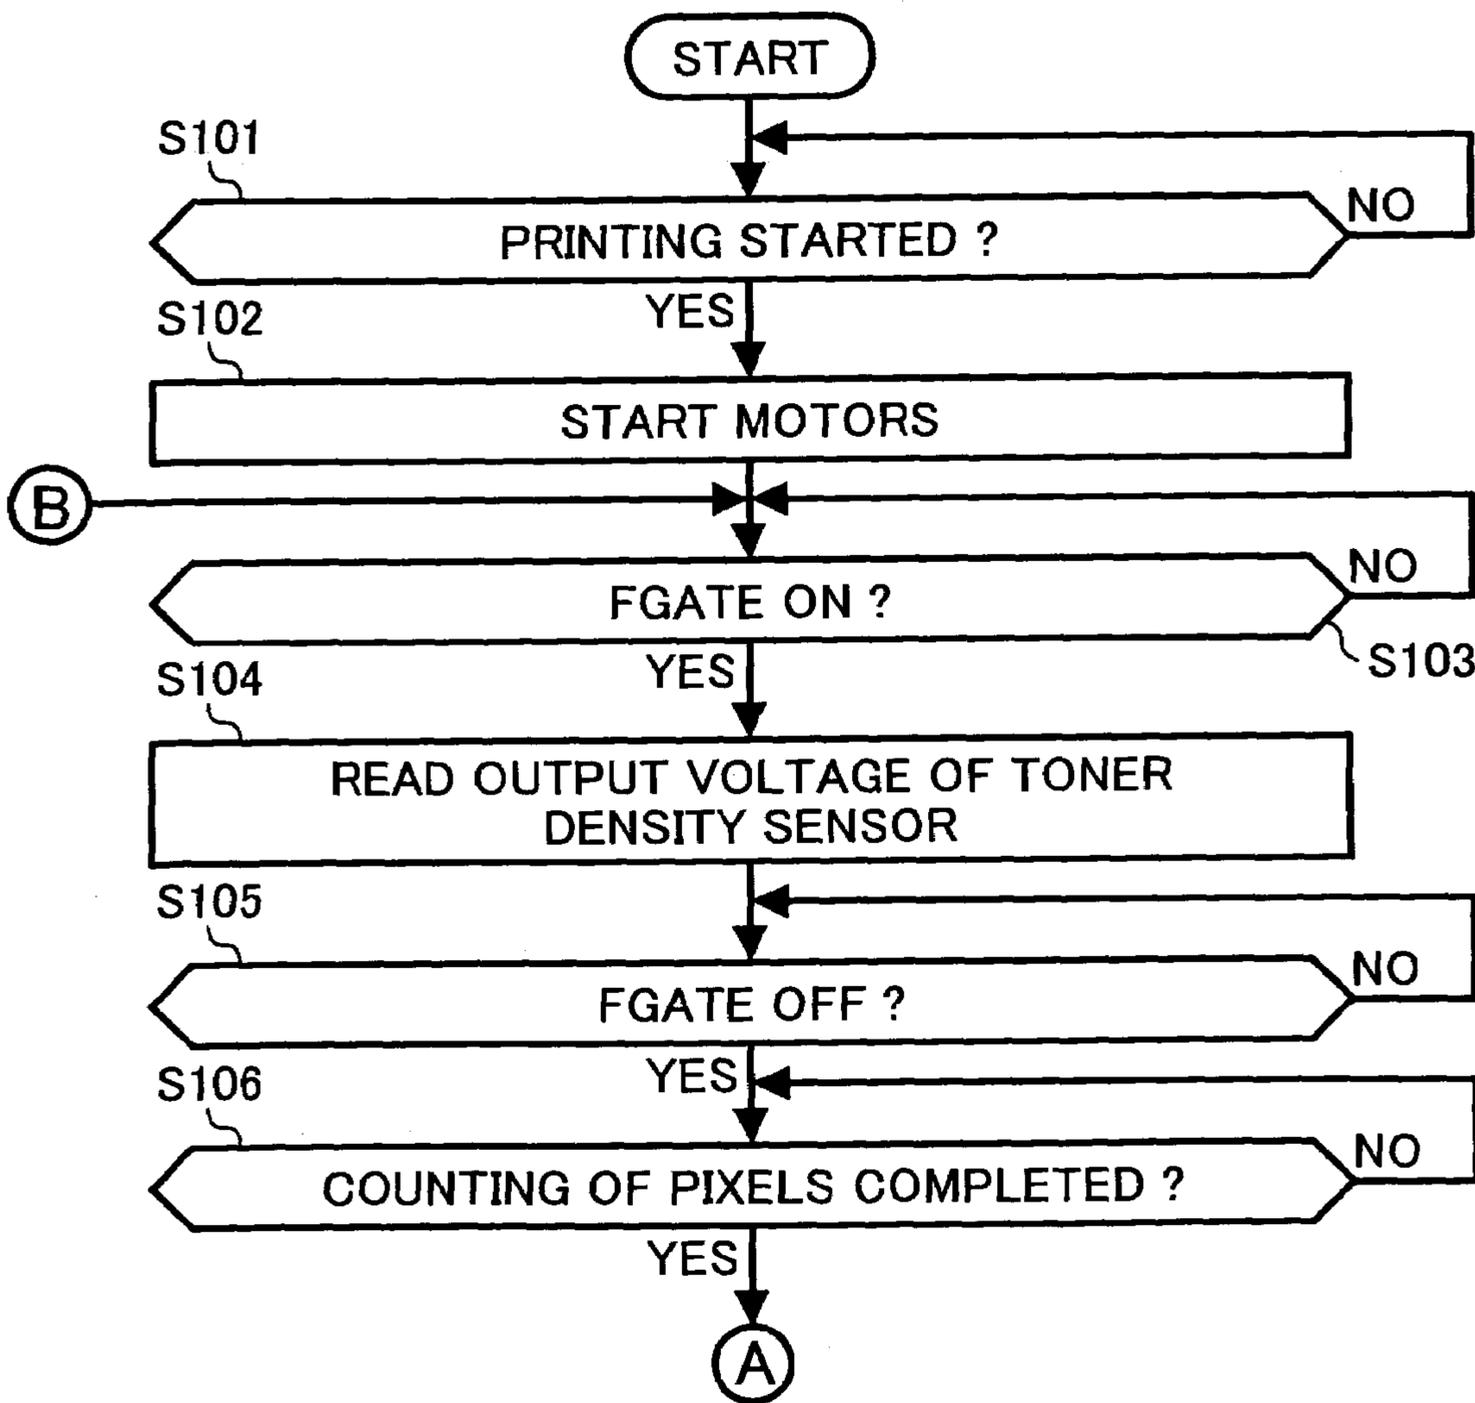 START
S101
NO
PRINTING STARTED ?
YES
S102
START MOTORS
B
NO
FGATE ON ?
S103
YES
S104
READ OUTPUT VOLTAGE OF TONER
DENSITY SENSOR
S105
NO
FGATE OFF ?
YES
S106
NO
COUNTING OF PIXELS COMPLETED ?
YES
A